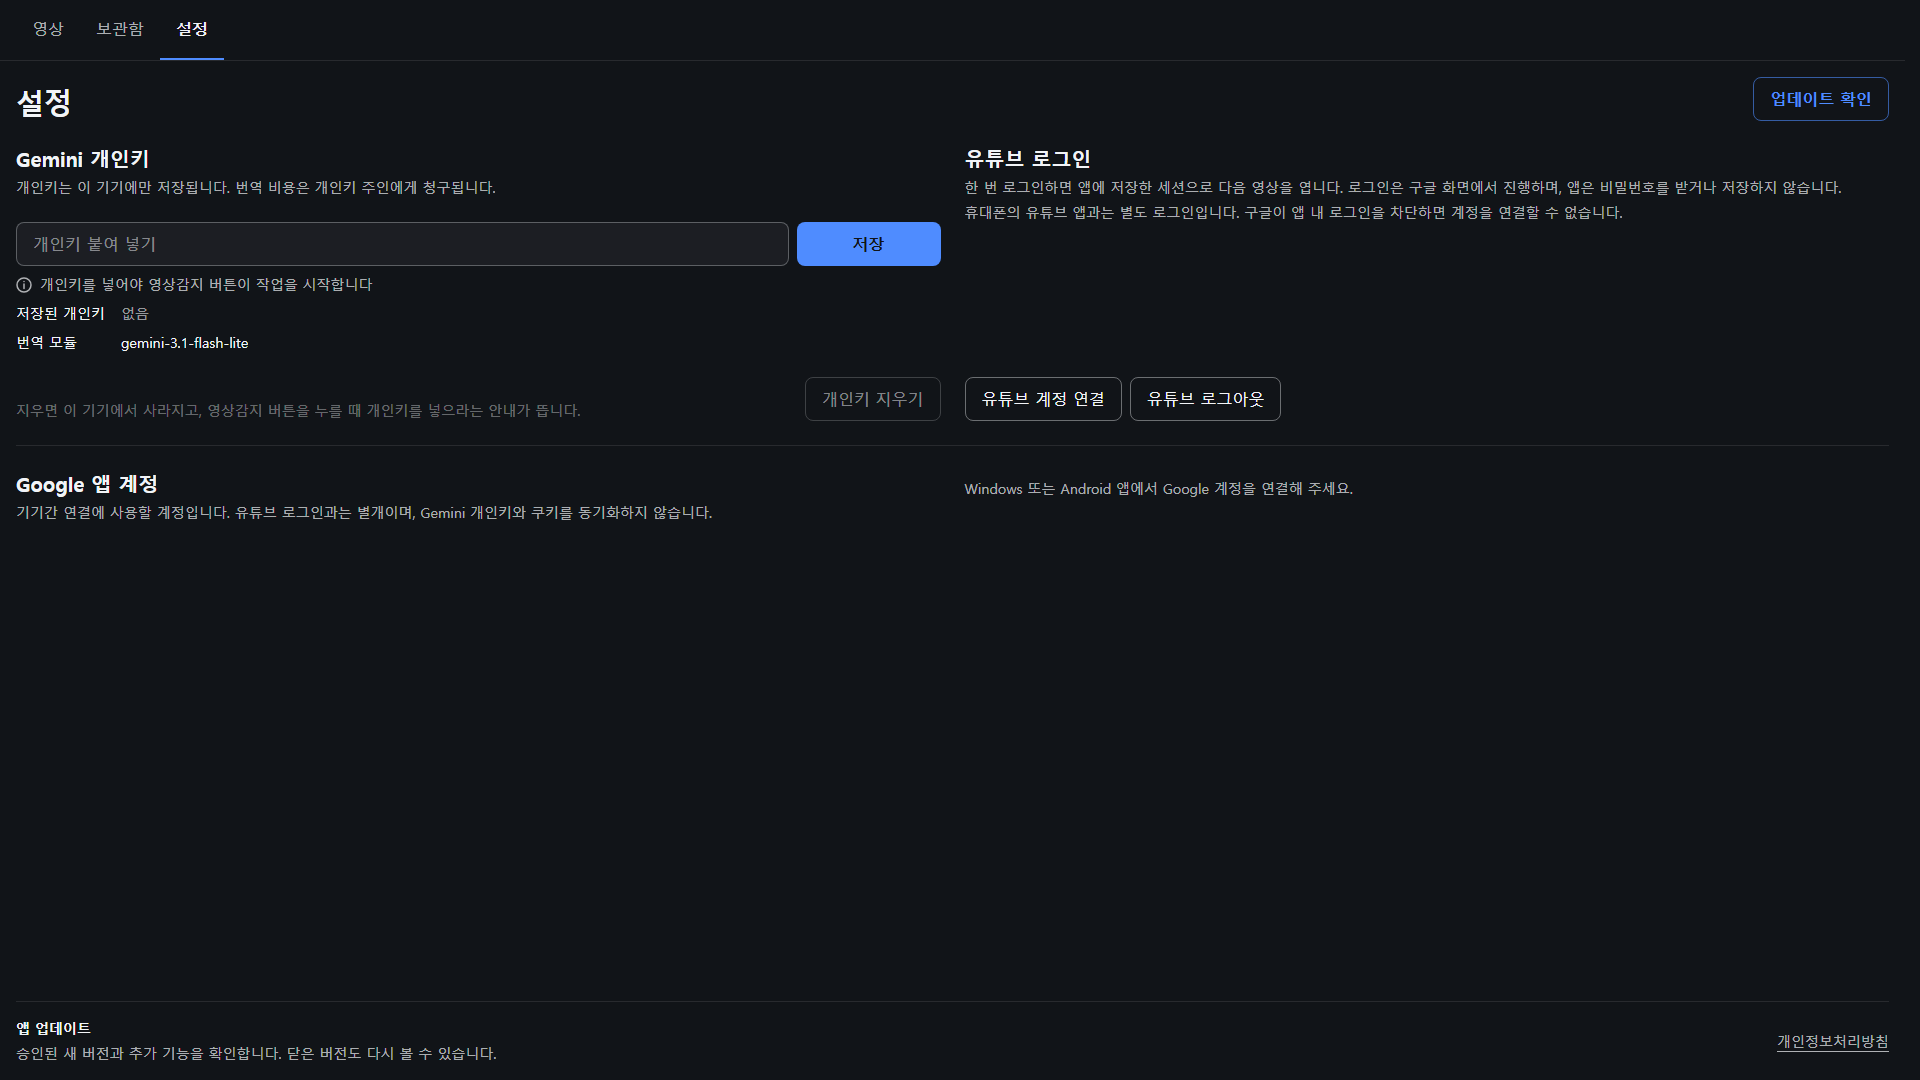 영상
보관함
설정
설정
업데이트 확인
Gemini 개인키
개인키는 이 기기에만 저장됩니다. 번역 비용은 개인키 주인에게 청구됩니다.
개인키 붙여 넣기
저장
개인키를 넣어야 영상감지 버튼이 작업을 시작합니다
저장된 개인키 없음
번역 모듈 gemini-3.1-flash-lite
지우면 이 기기에서 사라지고, 영상감지 버튼을 누를 때 개인키를 넣으라는 안내가 뜹니다.
개인키 지우기
유튜브 로그인
한 번 로그인하면 앱에 저장한 세션으로 다음 영상을 엽니다. 로그인은 구글 화면에서 진행하며, 앱은 비밀번호를 받거나 저장하지 않습니다.
휴대폰의 유튜브 앱과는 별도 로그인입니다. 구글이 앱 내 로그인을 차단하면 계정을 연결할 수 없습니다.
유튜브 계정 연결
유튜브 로그아웃
Google 앱 계정
기기간 연결에 사용할 계정입니다. 유튜브 로그인과는 별개이며, Gemini 개인키와 쿠키를 동기화하지 않습니다.
Windows 또는 Android 앱에서 Google 계정을 연결해 주세요.
앱 업데이트
승인된 새 버전과 추가 기능을 확인합니다. 닫은 버전도 다시 볼 수 있습니다.
개인정보처리방침